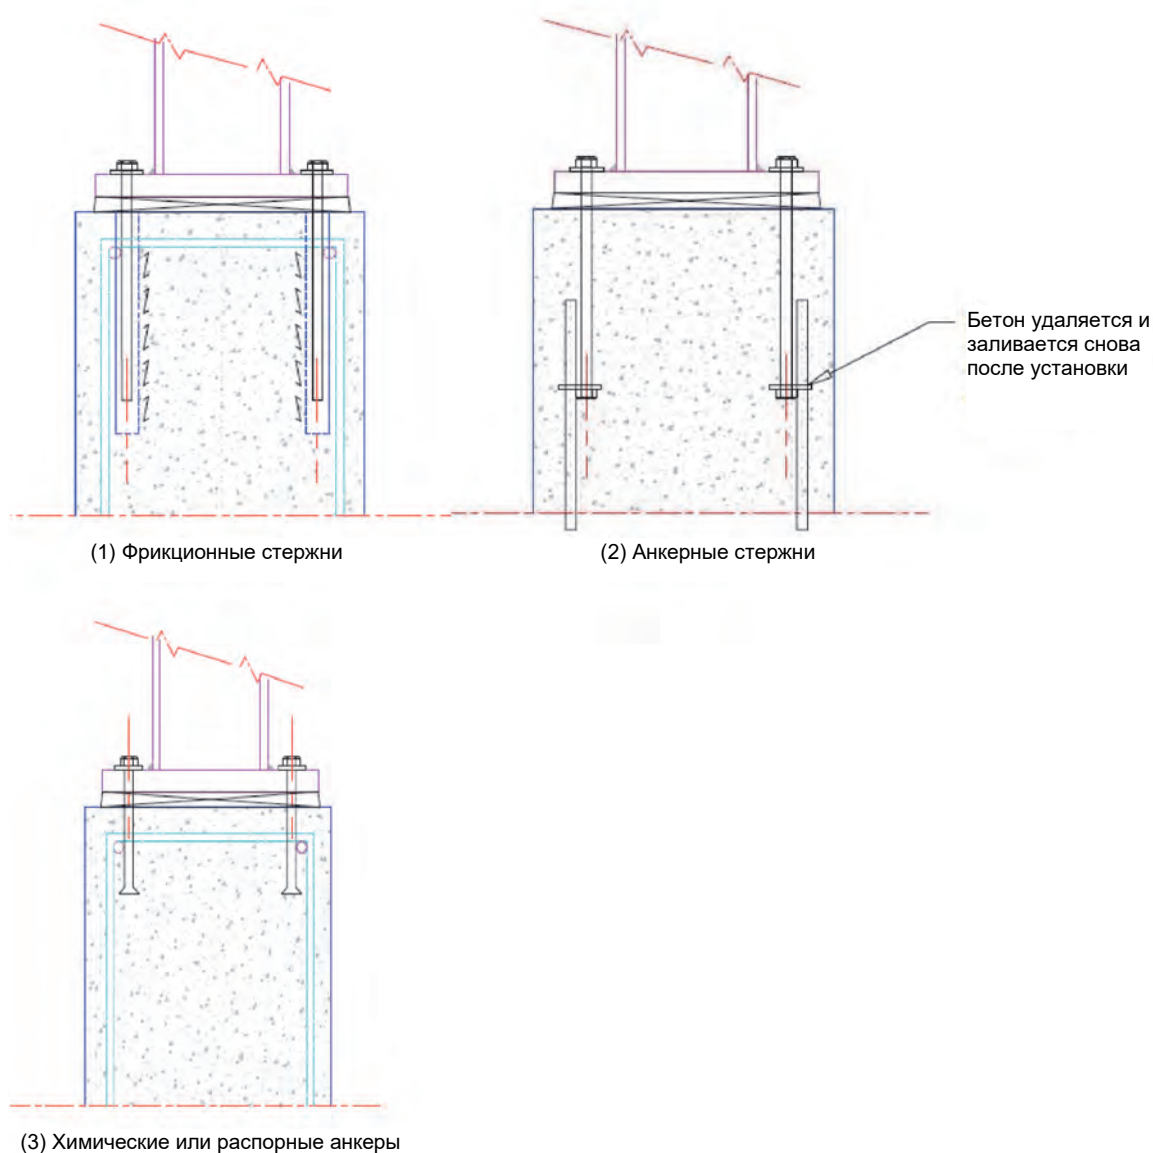 Бетон удаляется и
заливается снова
после установки
(1) Фрикционные стержни
(2) Анкерные стержни
(3) Химические или распорные анкеры